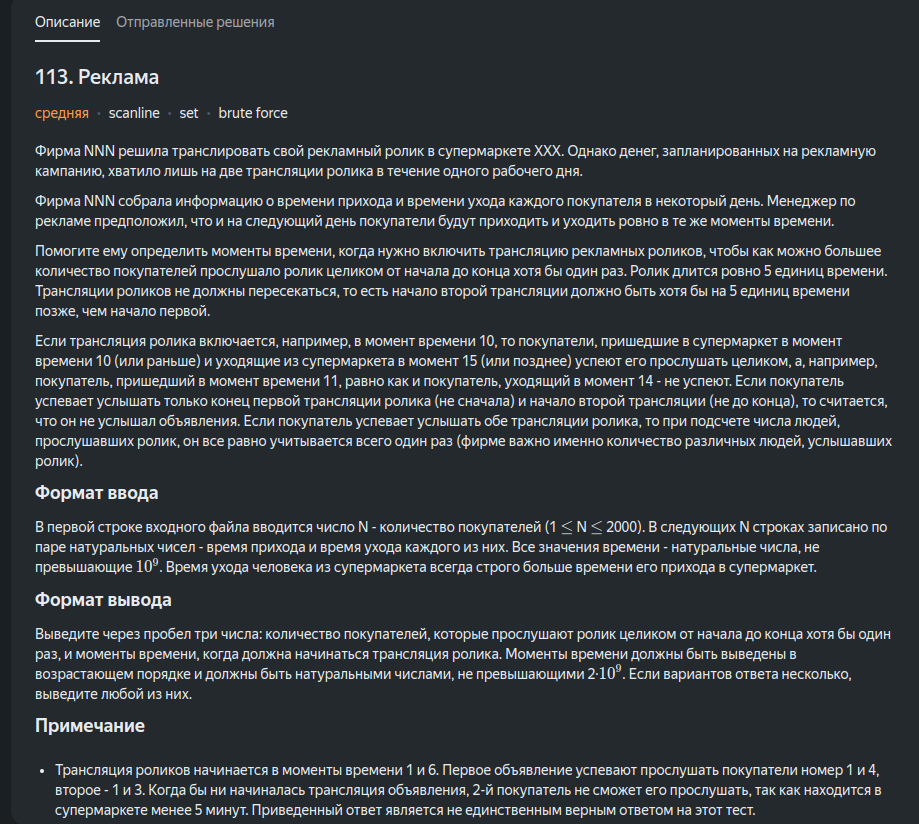 Описание Отправленные решения
113. Реклама
средняя • scanline • set • brute force
Фирма NNN решила транслировать свой рекламный ролик в супермаркете XXX. Однако денег, запланированных на рекламную
кампанию, хватило лишь на две трансляции ролика в течение одного рабочего дня.
Фирма NNN собрала информацию о времени прихода и времени ухода каждого покупателя в некоторый день. Менеджер по
рекламе предположил, что и на следующий день покупатели будут приходить и уходить ровно в те же моменты времени.
Помогите ему определить моменты времени, когда нужно включить трансляцию рекламных роликов, чтобы как можно большее
количество покупателей прослушало ролик целиком от начала до конца хотя бы один раз. Ролик длится ровно 5 единиц времени.
Трансляции роликов не должны пересекаться, то есть начало второй трансляции должно быть хотя бы на 5 единиц времени
позже, чем начало первой.
Если трансляция ролика включается, например, в момент времени 10, то покупатели, пришедшие в супермаркет в момент
времени 10 (или раньше) и уходящие из супермаркета в момент 15 (или позднее) успеют его прослушать целиком, а, например,
покупатель, пришедший в момент времени 11, равно как и покупатель, уходящий в момент 14 - не успеют. Если покупатель
успевает услышать только конец первой трансляции ролика (не сначала) и начало второй трансляции (не до конца), то считается,
что он не услышал объявления. Если покупатель успевает услышать обе трансляции ролика, то при подсчете числа людей,
прослушавших ролик, он все равно учитывается всего один раз (фирме важно именно количество различных людей, услышавших
ролик).
Формат ввода
В первой строке входного файла вводится число N - количество покупателей (1 ≤ N ≤ 2000). В следующих N строках записано по
паре натуральных чисел - время прихода и время ухода каждого из них. Все значения времени - натуральные числа, не
превышающие 10⁹. Время ухода человека из супермаркета всегда строго больше времени его прихода в супермаркет.
Формат вывода
Выведите через пробел три числа: количество покупателей, которые прослушают ролик целиком от начала до конца хотя бы один
раз, и моменты времени, когда должна начинаться трансляция ролика. Моменты времени должны быть выведены в
возрастающем порядке и должны быть натуральными числами, не превышающими 2·10⁹. Если вариантов ответа несколько,
выведите любой из них.
Примечание
• Трансляция роликов начинается в моменты времени 1 и 6. Первое объявление успевают прослушать покупатели номер 1 и 4,
второе - 1 и 3. Когда бы ни начиналась трансляция объявления, 2-й покупатель не сможет его прослушать, так как находится в
супермаркете менее 5 минут. Приведенный ответ является не единственным верным ответом на этот тест.